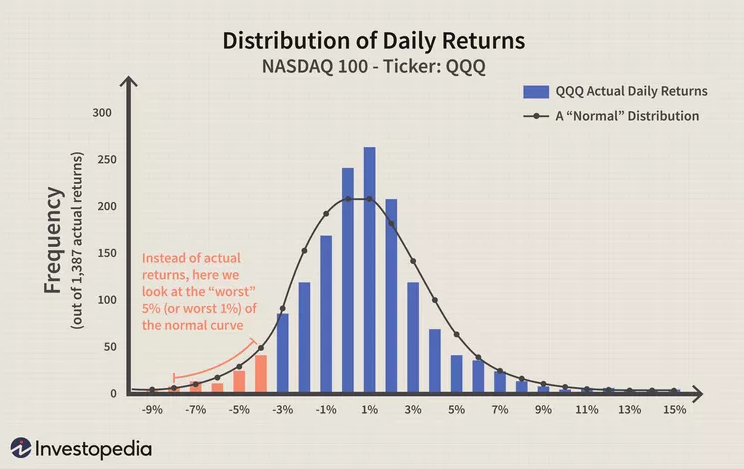 Distribution of Daily Returns
NASDAQ 100 - Ticker: QQQ
QQQ Actual Daily Returns
A “Normal” Distribution
Frequency
(out of 1,387 actual returns)
300
250
200
150
100
50
0
Instead of actual
returns, here we
look at the “worst”
5% (or worst 1%) of
the normal curve
-9% -7% -5% -3% -1% 1% 3% 5% 7% 9% 11% 13% 15%
Investopedia